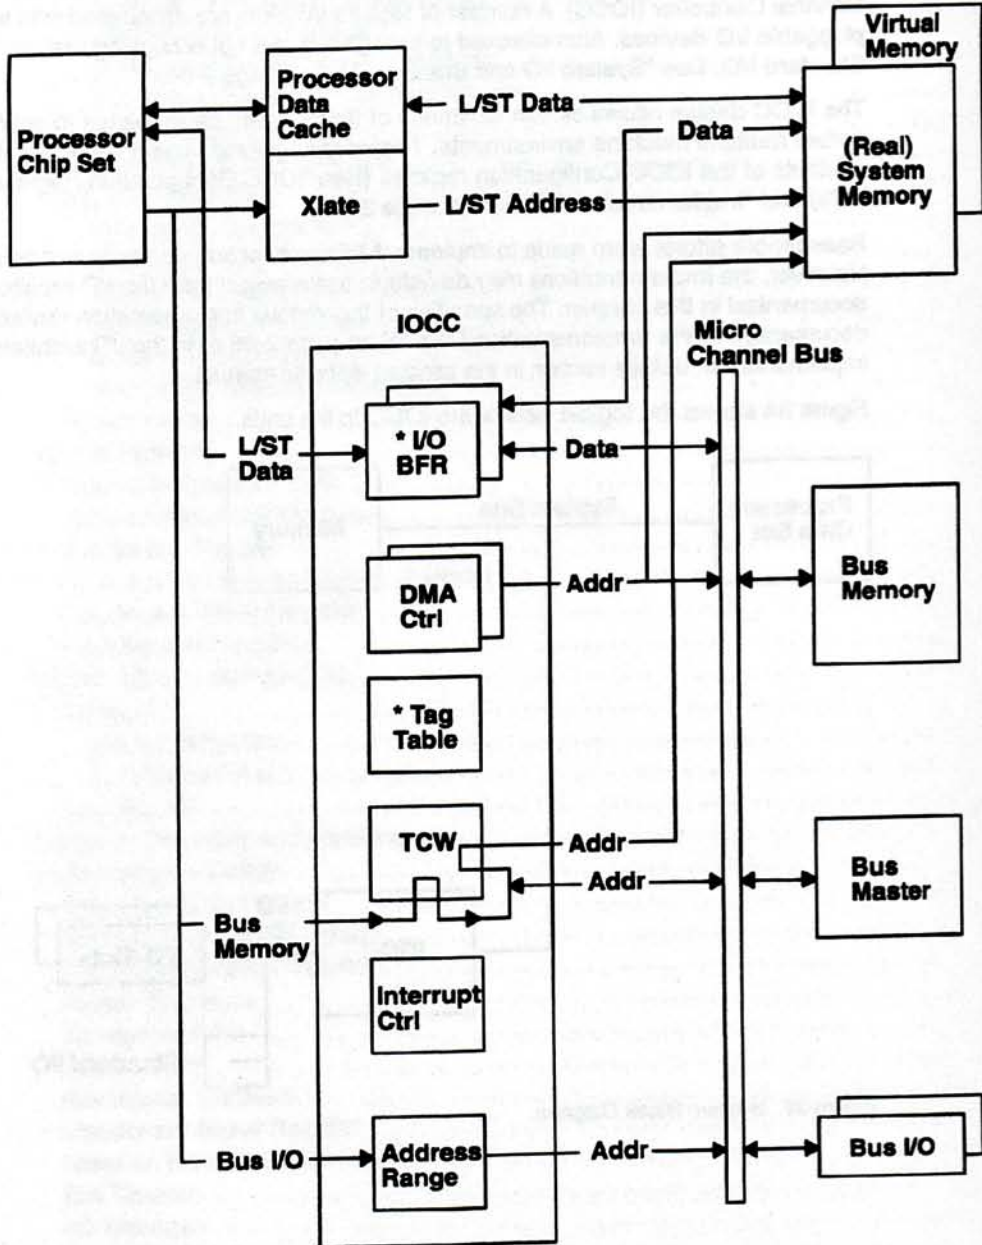 Virtual
Memory
Processor
Chip Set
Processor
Data
Cache
L/ST Data
Data
(Real)
System
Memory
Xlate
L/ST Address
IOCC
Micro
Channel Bus
* I/O
BFR
L/ST
Data
Data
DMA
Ctrl
Addr
Bus
Memory
* Tag
Table
TCW
Addr
Addr
Bus
Master
Bus
Memory
Interrupt
Ctrl
Bus I/O
Address
Range
Addr
Bus I/O